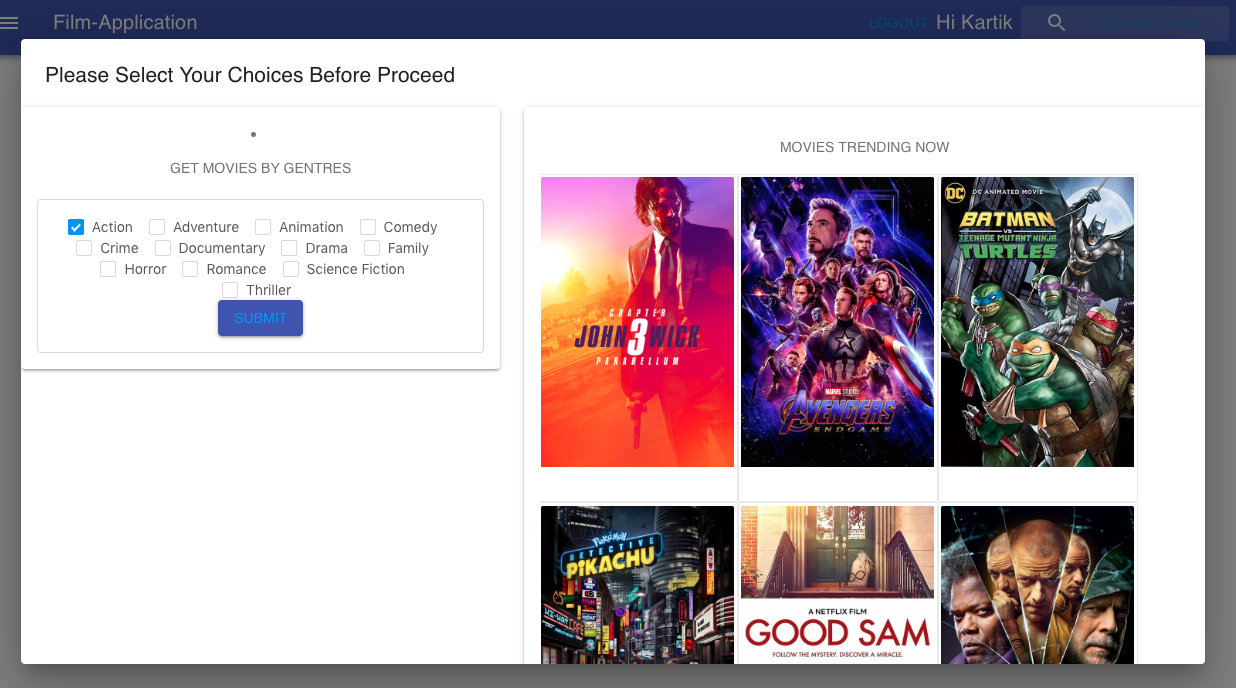 Film-Application
LOGOUT Hi Kartik
Please Select Your Choices Before Proceed
GET MOVIES BY GENTRES
Action Adventure Animation Comedy
Crime Documentary Drama Family
Horror Romance Science Fiction
Thriller
SUBMIT
MOVIES TRENDING NOW
CHAPTER
JOHN 3 WICK
PARABELLUM
MARVEL STUDIOS
AVENGERS
ENDGAME
DC DC ANIMATED MOVIE
BATMAN
VS
TEENAGE MUTANT NINJA
TURTLES
POKÉMON
DETECTIVE
PIKACHU
A NETFLIX FILM
GOOD SAM
FOLLOW THE MYSTERY. DISCOVER A MIRACLE.